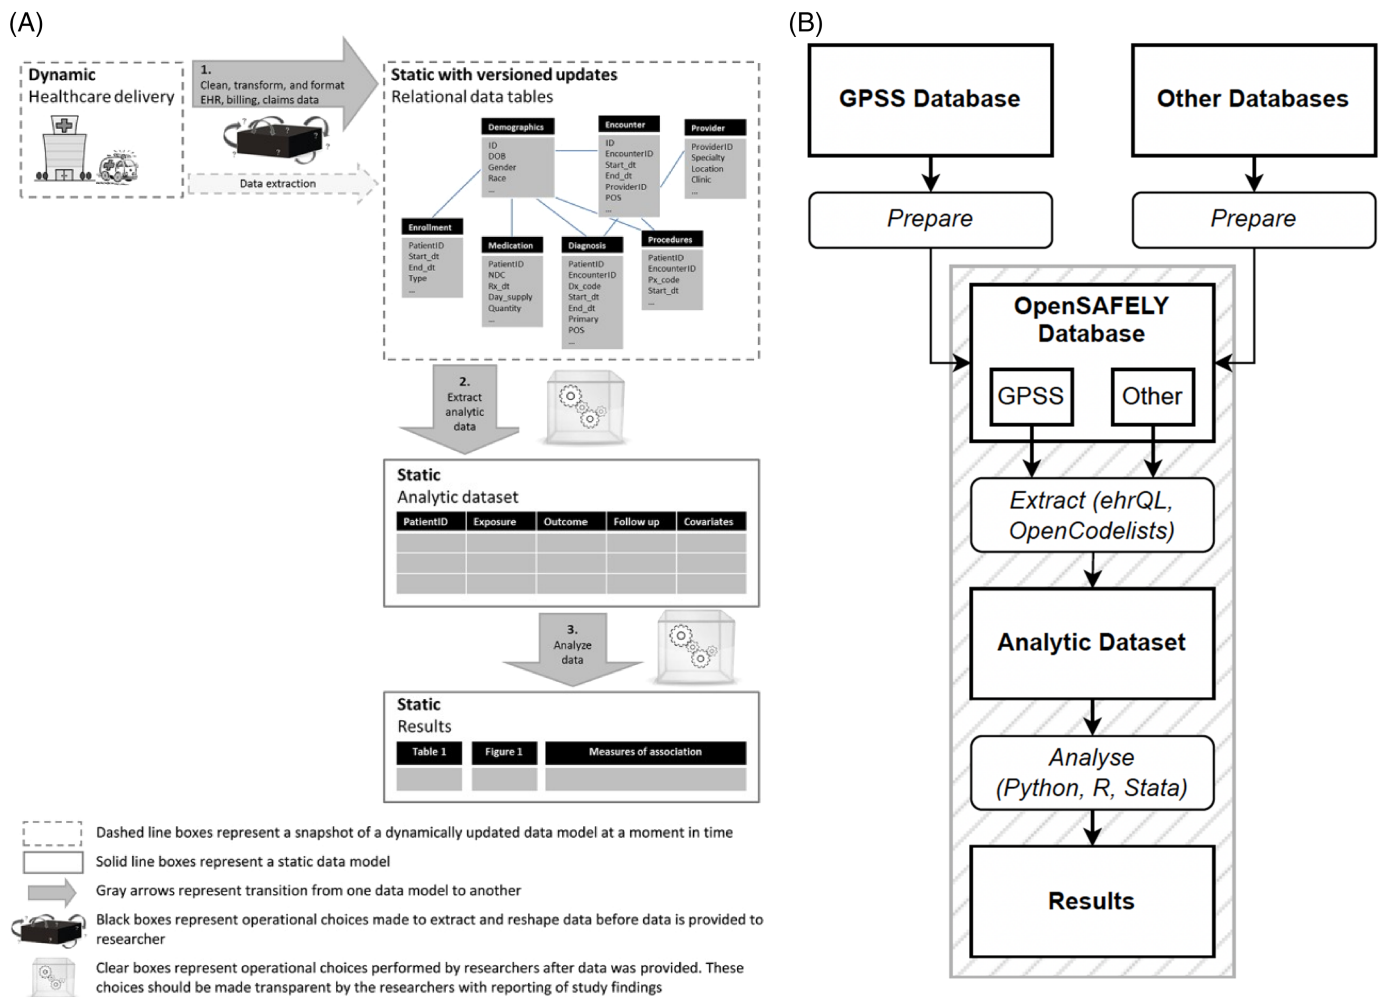 (A)
Dynamic
Healthcare delivery
1.
Clean, transform, and format
EHR, billing, claims data
Data extraction
Static with versioned updates
Relational data tables
Demographics
ID
DOB
Gender
Race
...
Encounter
ID
EncounterID
Start_dt
End_dt
ProviderID
POS
...
Provider
ProviderID
Specialty
Location
Clinic
...
Enrollment
PatientID
Start_dt
End_dt
Type
...
Medication
PatientID
NDC
Rx_dt
Day_supply
Quantity
...
Diagnosis
PatientID
EncounterID
Dx_code
Start_dt
End_dt
Primary
POS
...
Procedures
PatientID
EncounterID
Px_code
Start_dt
...
2.
Extract
analytic
data
Static
Analytic dataset
PatientID Exposure Outcome Follow up Covariates
3.
Analyze
data
Static
Results
Table 1 Figure 1 Measures of association
Dashed line boxes represent a snapshot of a dynamically updated data model at a moment in time
Solid line boxes represent a static data model
Gray arrows represent transition from one data model to another
Black boxes represent operational choices made to extract and reshape data before data is provided to
researcher
Clear boxes represent operational choices performed by researchers after data was provided. These
choices should be made transparent by the researchers with reporting of study findings
(B)
GPSS Database
Other Databases
Prepare
Prepare
OpenSAFELY
Database
GPSS
Other
Extract (ehrQL,
OpenCodelists)
Analytic Dataset
Analyse
(Python, R, Stata)
Results